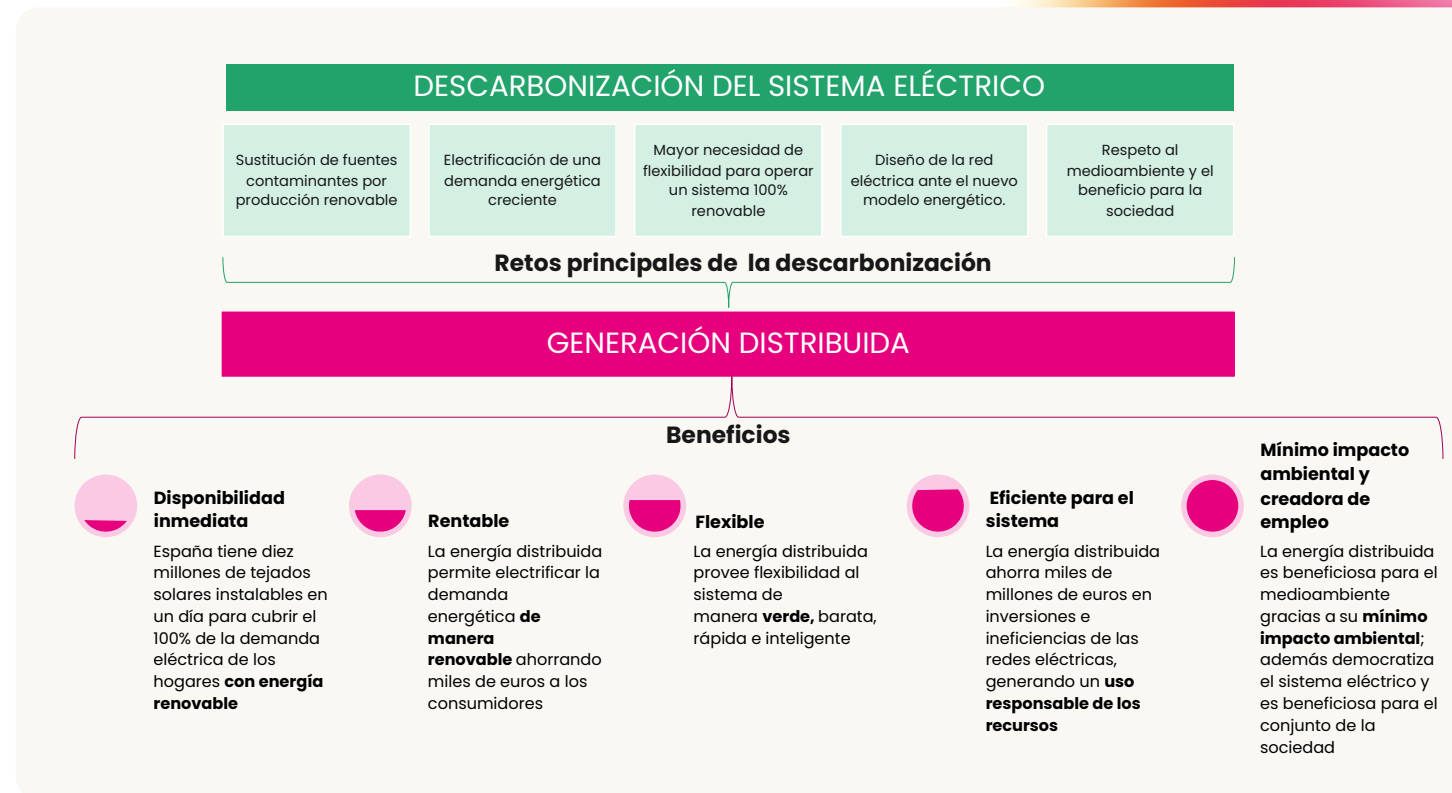 DESCARBONIZACIÓN DEL SISTEMA ELÉCTRICO
Sustitución de fuentes
contaminantes por
producción renovable
Electrificación de una
demanda energética
creciente
Mayor necesidad de
flexibilidad para operar
un sistema 100%
renovable
Diseño de la red
eléctrica ante el nuevo
modelo energético.
Respeto al
medioambiente y el
beneficio para la
sociedad
Retos principales de la descarbonización
GENERACIÓN DISTRIBUIDA
Beneficios
Disponibilidad
inmediata
España tiene diez
millones de tejados
solares instalables en
un día para cubrir el
100% de la demanda
eléctrica de los
hogares con energía
renovable
Rentable
La energía distribuida
permite electrificar la
demanda
energética de
manera
renovable ahorrando
miles de euros a los
consumidores
Flexible
La energía distribuida
provee flexibilidad al
sistema de
manera verde, barata,
rápida e inteligente
Eficiente para el
sistema
La energía distribuida
ahorra miles de
millones de euros en
inversiones e
ineficiencias de las
redes eléctricas,
generando un uso
responsable de los
recursos
Mínimo impacto
ambiental y
creadora de
empleo
La energía distribuida
es beneficiosa para el
medioambiente
gracias a su mínimo
impacto ambiental;
además democratiza
el sistema eléctrico y
es beneficiosa para el
conjunto de la
sociedad